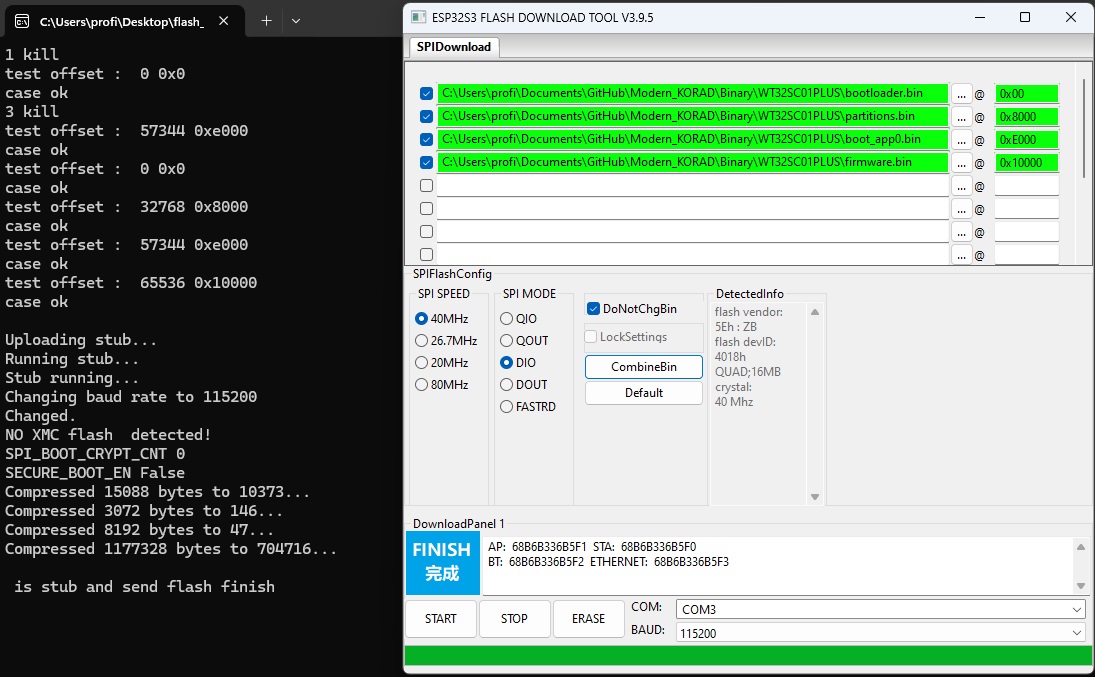 C:\Users\profi\Desktop\flash_
1 kill
test offset :  0 0x0
case ok
3 kill
test offset :  57344 0xe000
case ok
test offset :  0 0x0
case ok
test offset :  32768 0x8000
case ok
test offset :  57344 0xe000
case ok
test offset :  65536 0x10000
case ok
Uploading stub...
Running stub...
Stub running...
Changing baud rate to 115200
Changed.
NO XMC flash  detected!
SPI_BOOT_CRYPT_CNT 0
SECURE_BOOT_EN False
Compressed 15088 bytes to 10373...
Compressed 3072 bytes to 146...
Compressed 8192 bytes to 47...
Compressed 1177328 bytes to 704716...
is stub and send flash finish
ESP32S3 FLASH DOWNLOAD TOOL V3.9.5
SPIDownload
C:\Users\profi\Documents\GitHub\Modern_KORAD\Binary\WT32SC01PLUS\bootloader.bin ... @ 0x00
C:\Users\profi\Documents\GitHub\Modern_KORAD\Binary\WT32SC01PLUS\partitions.bin ... @ 0x8000
C:\Users\profi\Documents\GitHub\Modern_KORAD\Binary\WT32SC01PLUS\boot_app0.bin ... @ 0xE000
C:\Users\profi\Documents\GitHub\Modern_KORAD\Binary\WT32SC01PLUS\firmware.bin ... @ 0x10000
... @
... @
... @
... @
SPIFlashConfig
SPI SPEED
40MHz
26.7MHz
20MHz
80MHz
SPI MODE
QIO
QOUT
DIO
DOUT
FASTRD
DoNotChgBin
LockSettings
CombineBin
Default
DetectedInfo
flash vendor:
5Eh : ZB
flash devID:
4018h
QUAD;16MB
crystal:
40 Mhz
DownloadPanel 1
FINISH
完成
AP:  68B6B336B5F1  STA:  68B6B336B5F0
BT:  68B6B336B5F2  ETHERNET:  68B6B336B5F3
START
STOP
ERASE
COM: COM3
BAUD: 115200